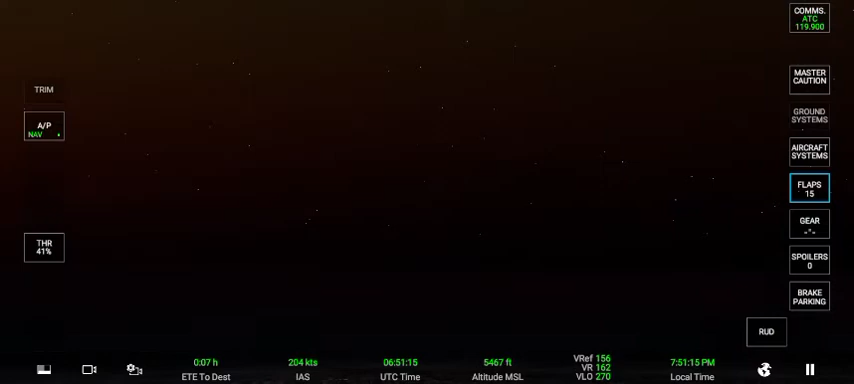 COMMS.
ATC
119.900
MASTER
CAUTION
TRIM
GROUND
SYSTEMS
A/P
NAV
AIRCRAFT
SYSTEMS
FLAPS
15
GEAR
THR
41%
SPOILERS
0
BRAKE
PARKING
RUD
0:07 h
ETE To Dest
204 kts
IAS
06:51:15
UTC Time
5467 ft
Altitude MSL
VRef 156
VR 162
VLO 270
7:51:15 PM
Local Time